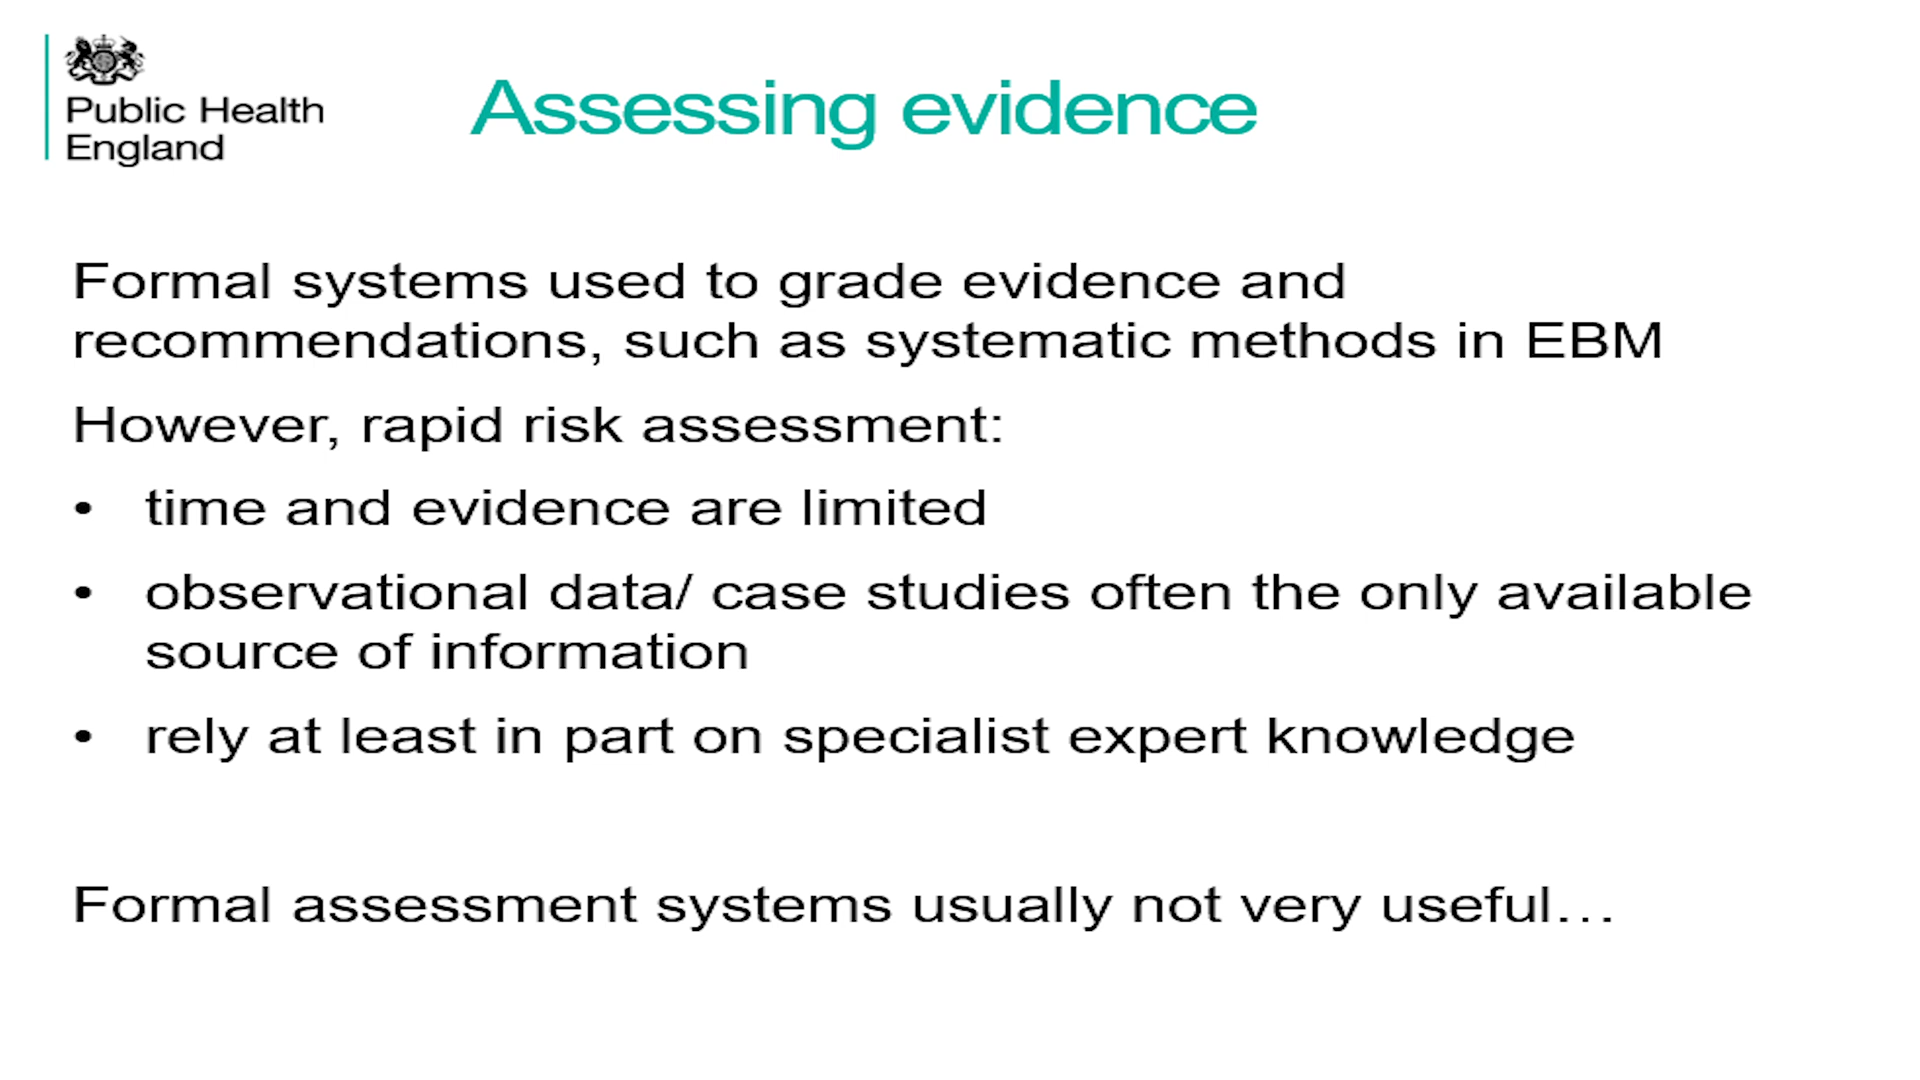 Public Health
England
Assessing evidence
Formal systems used to grade evidence and
recommendations, such as systematic methods in EBM
However, rapid risk assessment:
• time and evidence are limited
• observational data/ case studies often the only available
source of information
• rely at least in part on specialist expert knowledge
Formal assessment systems usually not very useful…